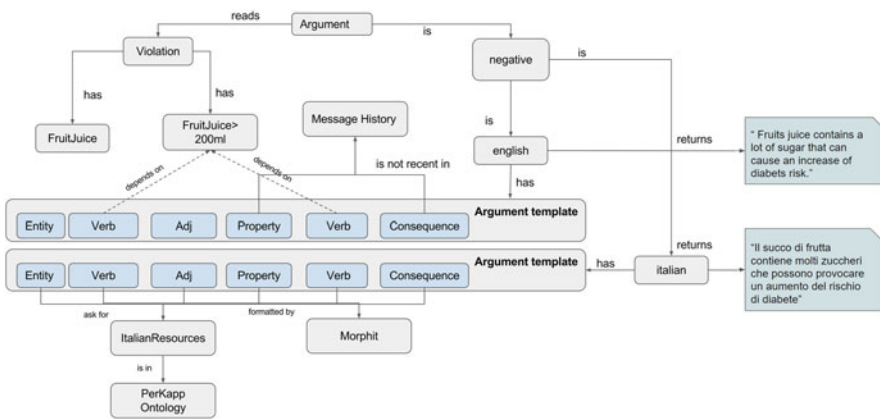 reads
Argument
is
Violation
negative
is
has
has
is
Message History
FruitJuice
FruitJuice>
200ml
english
returns
“ Fruits juice contains a
lot of sugar that can
cause an increase of
diabets risk.”
is not recent in
depends on
depends on
has
Argument template
Entity
Verb
Adj
Property
Verb
Consequence
Argument template
Entity
Verb
Adj
Property
Verb
Consequence
has
italian
returns
“Il succo di frutta
contiene molti zuccheri
che possono provocare
un aumento del rischio
di diabete”
ask for
formatted by
ItalianResources
Morphit
is in
PerKapp
Ontology